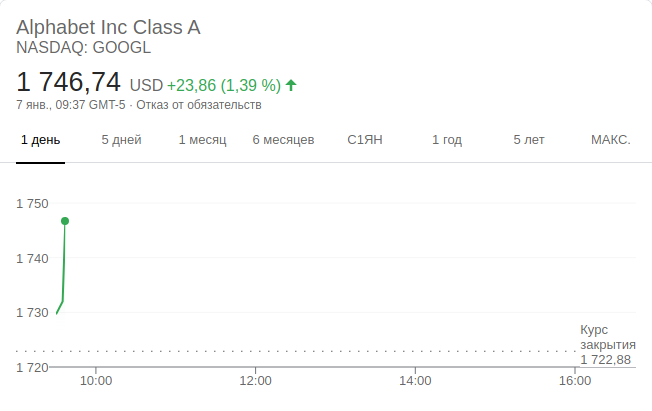 Alphabet Inc Class A
NASDAQ: GOOGL
1 746,74 USD +23,86 (1,39 %)
7 янв., 09:37 GMT-5 · Отказ от обязательств
1 день 5 дней 1 месяц 6 месяцев С1ЯН 1 год 5 лет МАКС.
1 750
1 740
1 730
Курс
закрытия
1 722,88
1 720
10:00 12:00 14:00 16:00